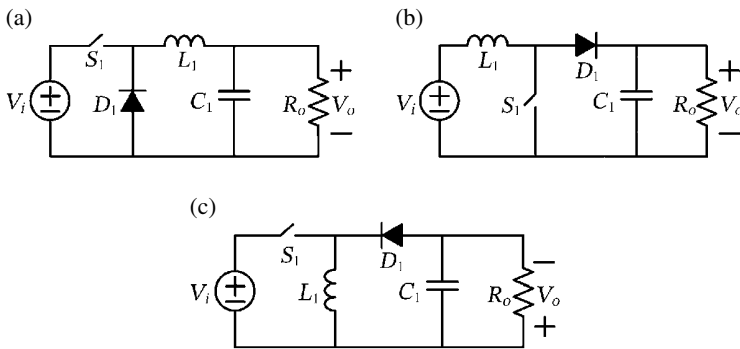 (a)
S₁
L₁
+
Vᵢ
±
D₁
C₁
Rₒ
Vₒ
−
(b)
L₁
D₁
+
Vᵢ
±
S₁
C₁
Rₒ
Vₒ
−
(c)
S₁
D₁
−
Vᵢ
±
L₁
C₁
Rₒ
Vₒ
+